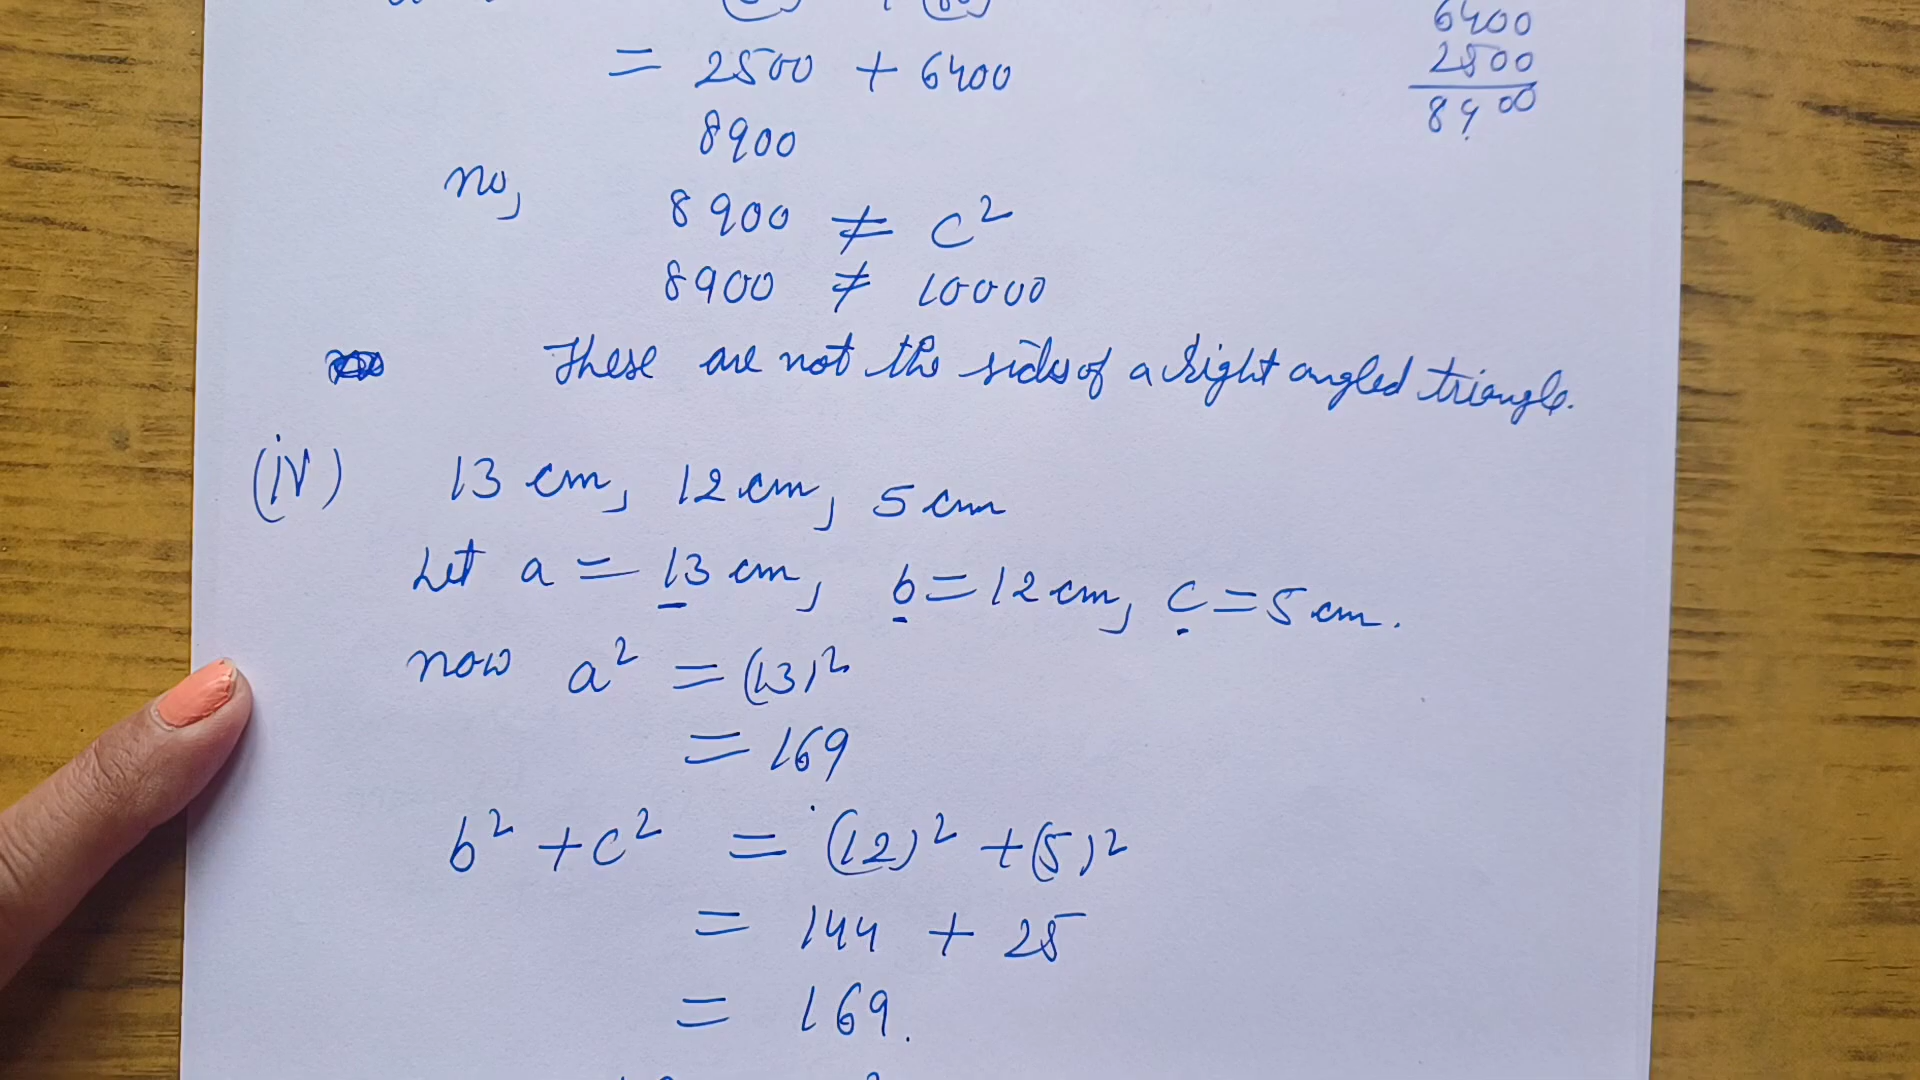 = 2500 + 6400
6400
2500
8900
8900
no,
8900 ≠ c²
8900 ≠ 10000
These are not the sides of a right angled triangle.
(iv) 13 cm, 12 cm, 5 cm
Let a = 13 cm, b = 12 cm, c = 5 cm.
now a² = (13)²
= 169
b² + c² = (12)² + (5)²
= 144 + 25
= 169.